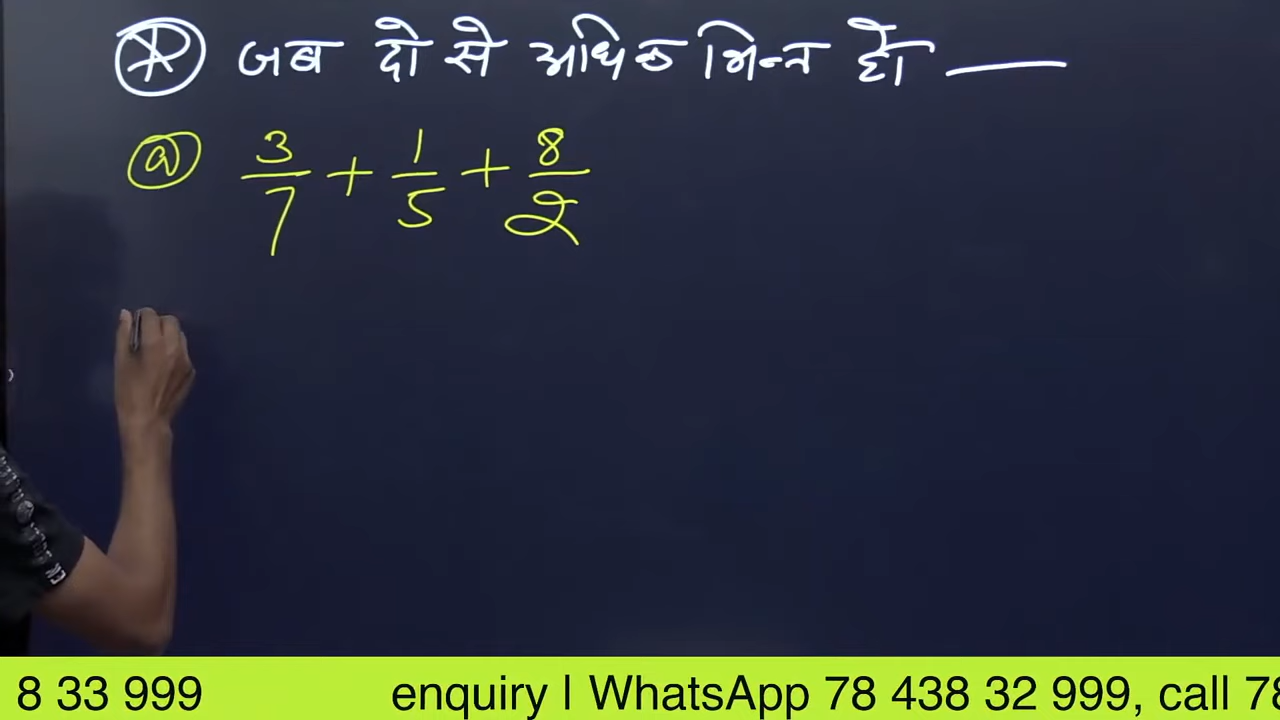 ✱ जब दो से अधिक भिन्न हों —
(a) 3/7 + 1/5 + 8/2
8 33 999 enquiry | WhatsApp 78 438 32 999, call 78